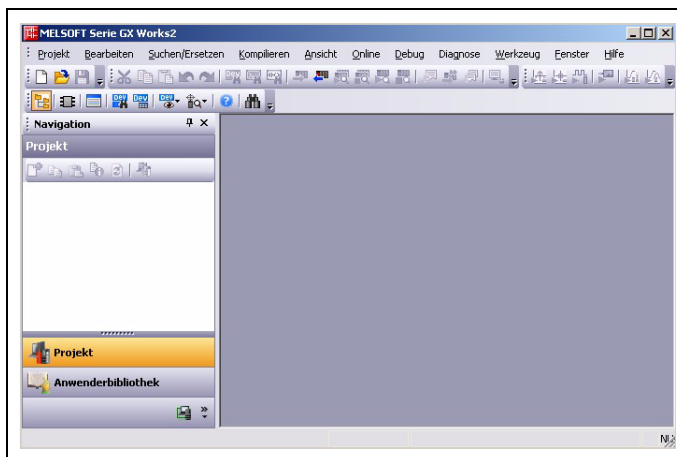 MELSOFT Serie GX Works2
Projekt Bearbeiten Suchen/Ersetzen Kompilieren Ansicht Online Debug Diagnose Werkzeug Fenster Hilfe
Navigation
Projekt
Projekt
Anwenderbibliothek